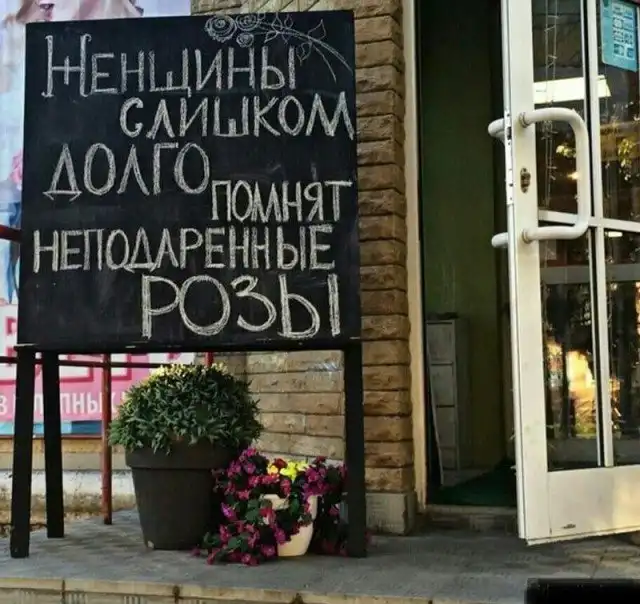 Женщины
слишком
долго
помнят
неподаренные
розы